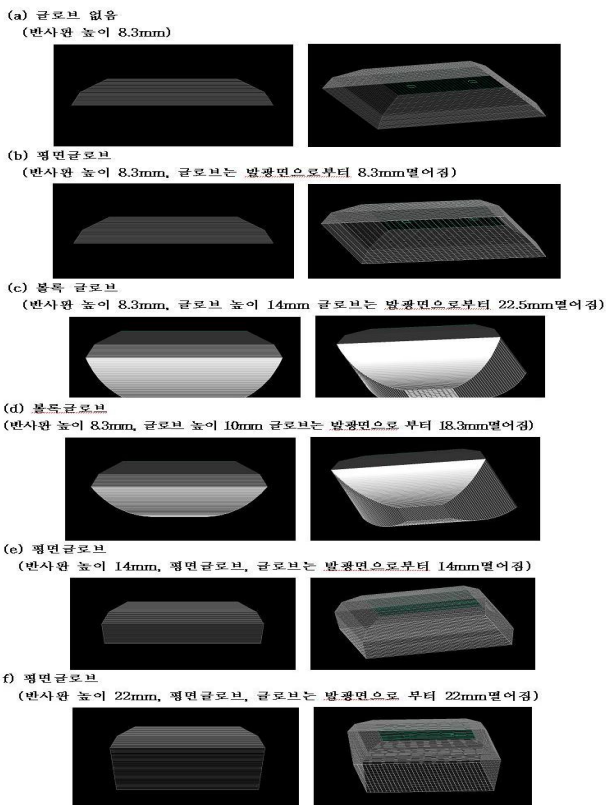 (a) 글로브 없음
(반사판 높이 8.3mm)
(b) 평면글로브
(반사판 높이 8.3mm, 글로브는 발광면으로부터 8.3mm멀어짐)
(c) 볼록 글로브
(반사판 높이 8.3mm, 글로브 높이 14mm 글로브는 발광면으로부터 22.5mm멀어짐)
(d) 볼록글로브
(반사판 높이 8.3mm, 글로브 높이 10mm 글로브는 발광면으로 부터 18.3mm멀어짐)
(e) 평면글로브
(반사판 높이 14mm, 평면글로브, 글로브는 발광면으로부터 14mm멀어짐)
f) 평면글로브
(반사판 높이 22mm, 평면글로브, 글로브는 발광면으로 부터 22mm멀어짐)